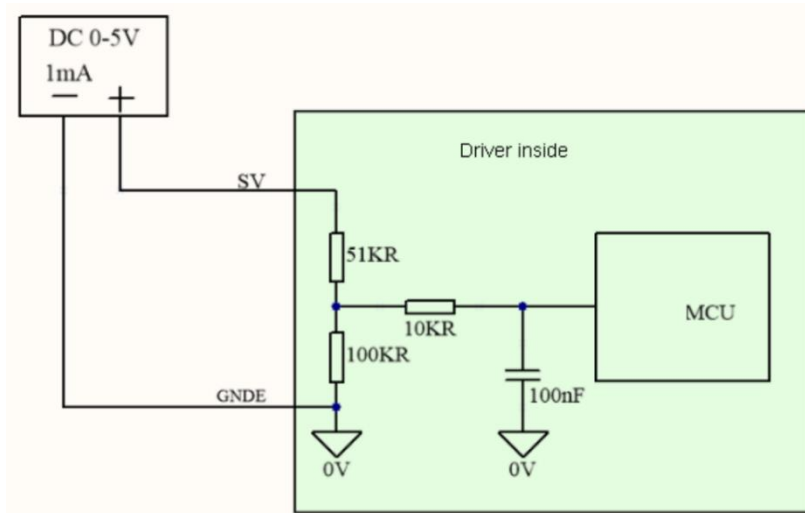 DC 0-5V
1mA
− +
Driver inside
SV
51KR
10KR
MCU
100KR
100nF
GNDE
0V
0V